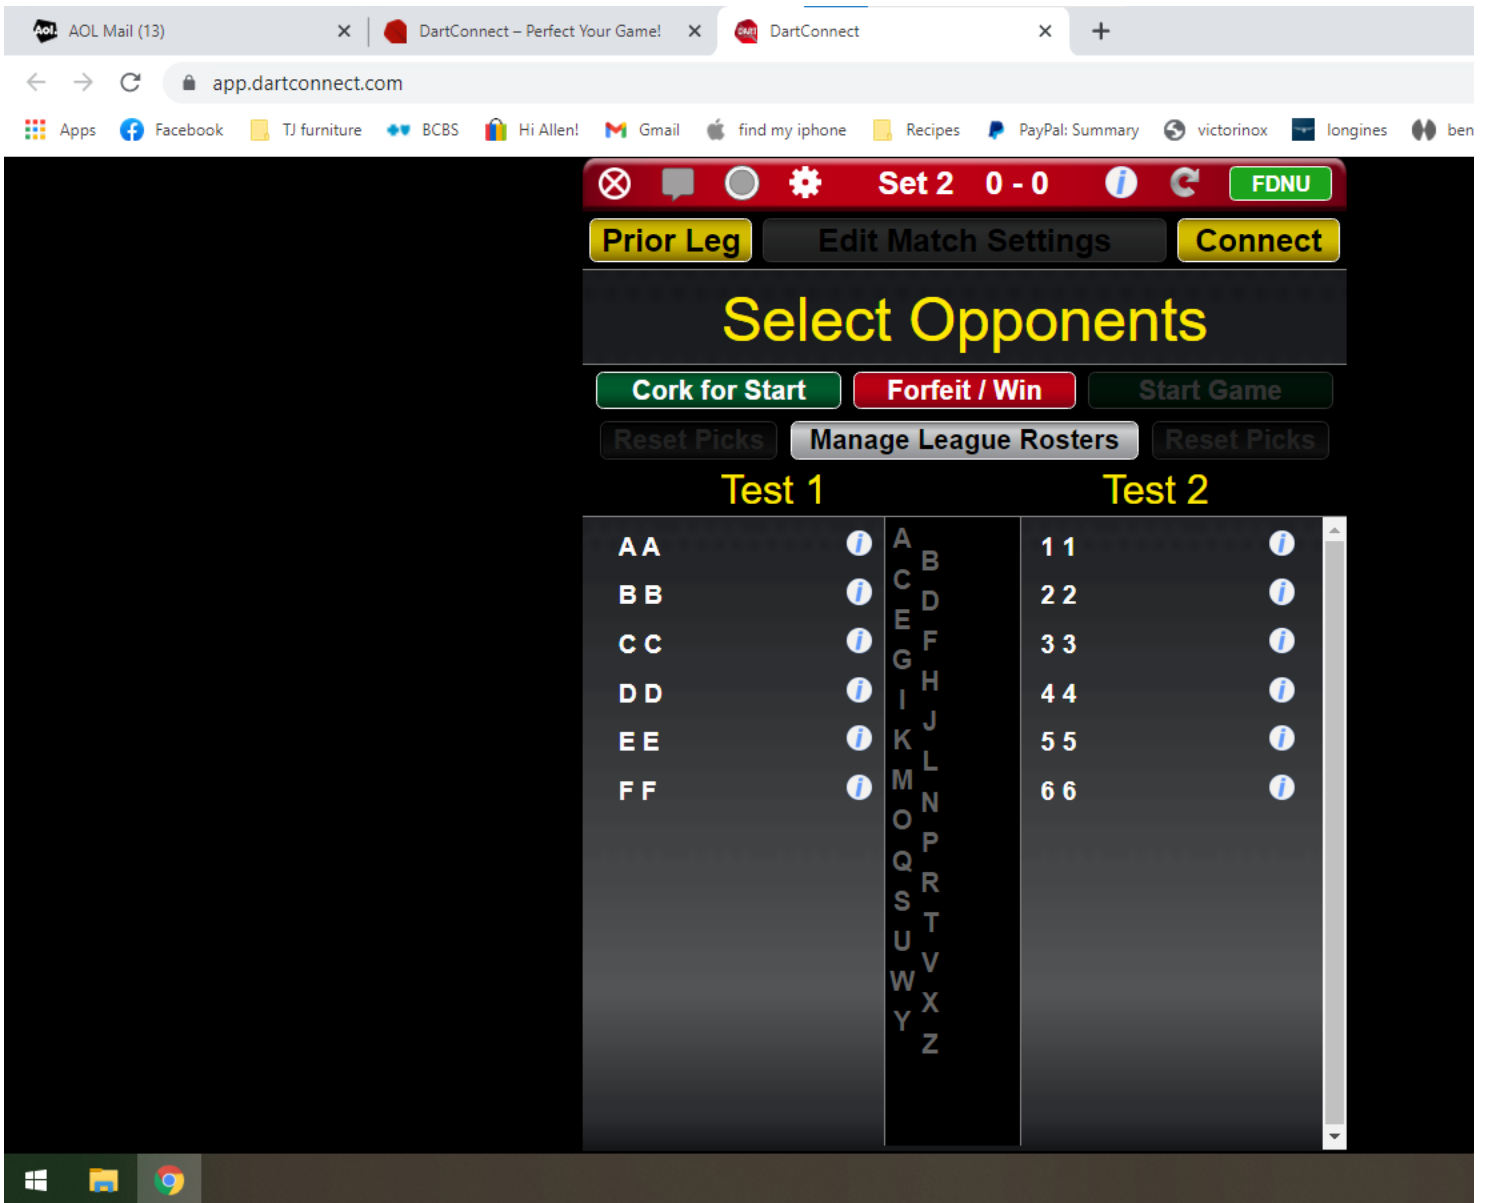 Aol. AOL Mail (13) DartConnect – Perfect Your Game! DART DartConnect
app.dartconnect.com
Apps Facebook TJ furniture BCBS Hi Allen! Gmail find my iphone Recipes PayPal: Summary victorinox longines ben
Set 2 0 - 0 i FDNU
Prior Leg Edit Match Settings Connect
Select Opponents
Cork for Start Forfeit / Win Start Game
Reset Picks Manage League Rosters Reset Picks
Test 1 Test 2
A A i A 1 1 i
B
B B i C 2 2 i
D
E
C C i F 3 3 i
G
H
D D i I 4 4 i
J
E E i K 5 5 i
L
M
F F i N 6 6 i
O
P
Q
R
S
T
U
V
W
X
Y
Z